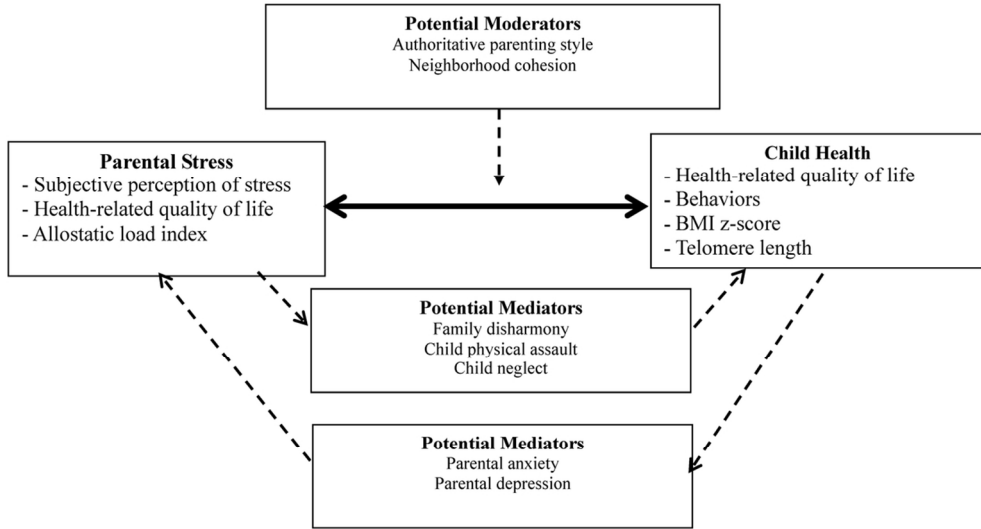 Potential Moderators
Authoritative parenting style
Neighborhood cohesion
Parental Stress
- Subjective perception of stress
- Health-related quality of life
- Allostatic load index
Child Health
- Health-related quality of life
- Behaviors
- BMI z-score
- Telomere length
Potential Mediators
Family disharmony
Child physical assault
Child neglect
Potential Mediators
Parental anxiety
Parental depression